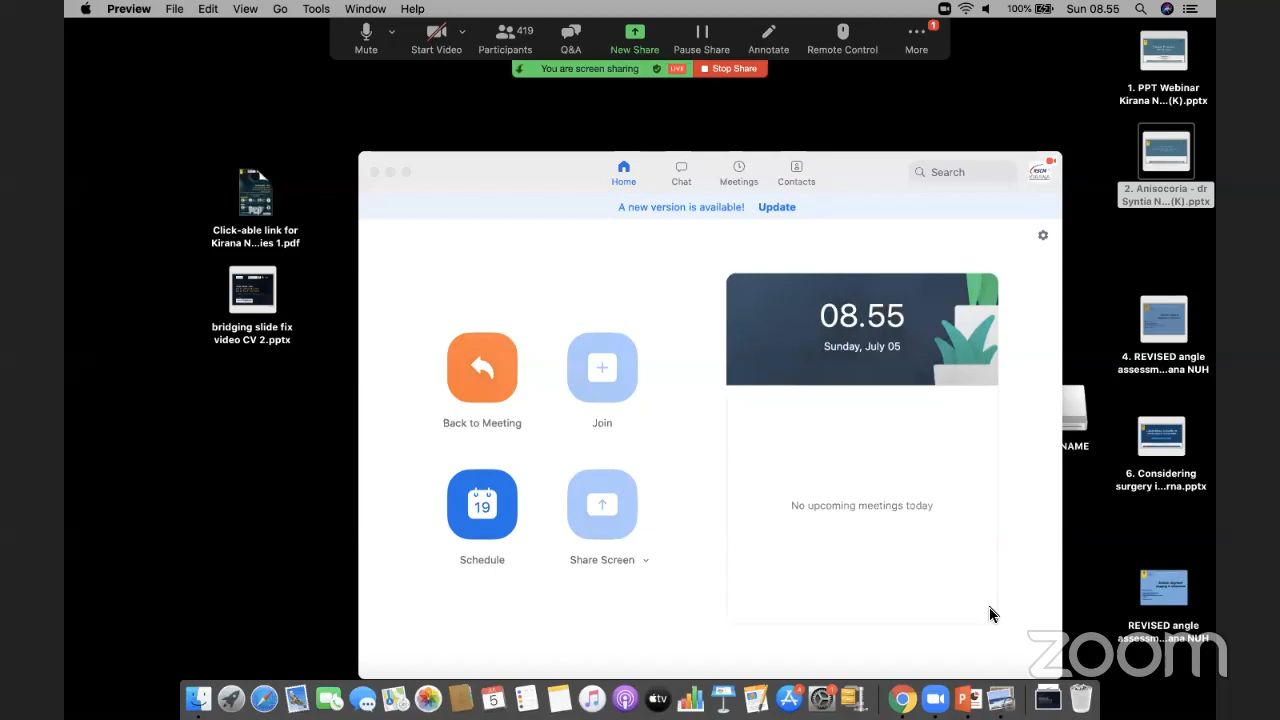 Preview File Edit View Go Tools Window Help
100% Sun 08.55
Mute
Start Video
419
Participants
Q&A
New Share
Pause Share
Annotate
Remote Control
1
More
You are screen sharing LIVE Stop Share
1. PPT Webinar
Kirana N...(K).pptx
2. Anisocoria - dr
Syntia N...(K).pptx
Click-able link for
Kirana N...ies 1.pdf
bridging slide fix
video CV 2.pptx
Home
Chat
Meetings
Contacts
Search
A new version is available! Update
08.55
Sunday, July 05
Back to Meeting
Join
19
Schedule
Share Screen
No upcoming meetings today
4. REVISED angle
assessm...ana NUH
NAME
6. Considering
surgery i...rna.pptx
REVISED angle
assessm...ana NUH
zoom
5
tv
4
1